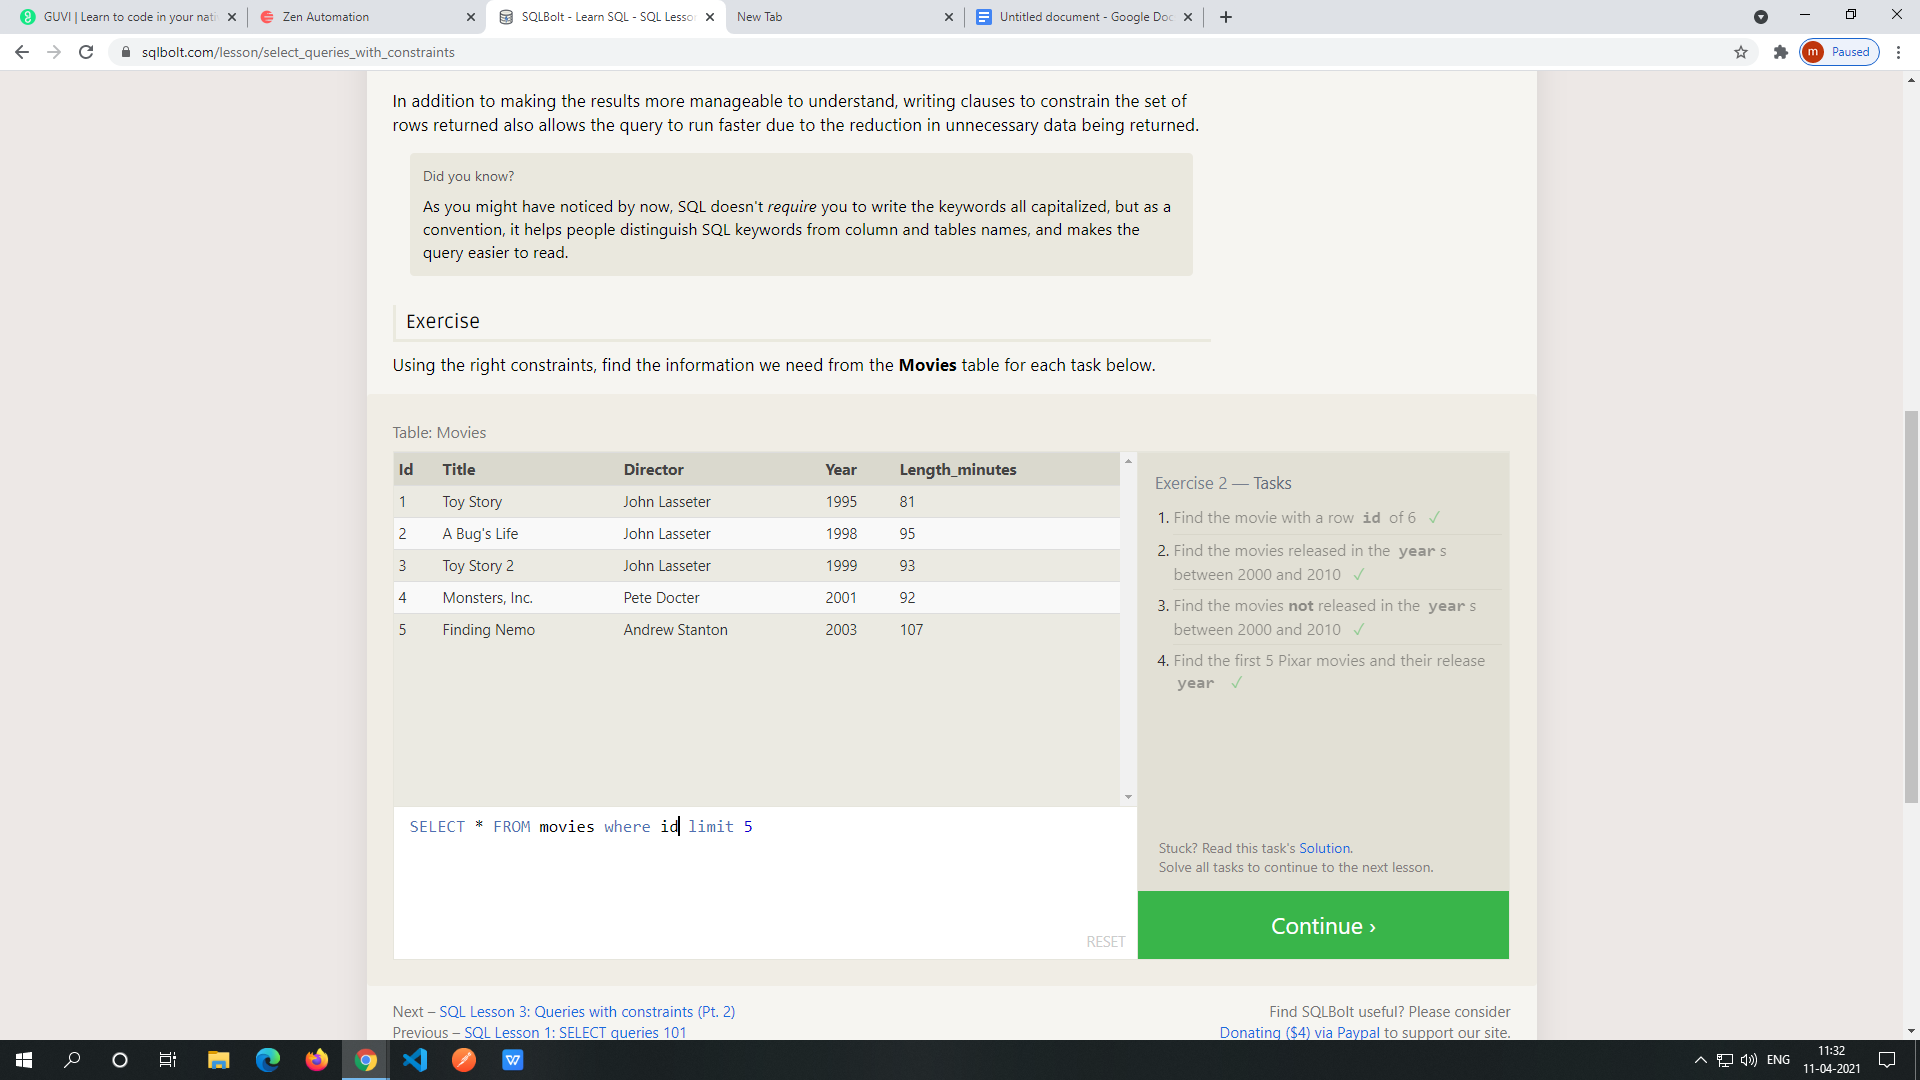 GUVI | Learn to code in your nati
Zen Automation
SQLBolt - Learn SQL - SQL Lesso
New Tab
Untitled document - Google Doc
sqlbolt.com/lesson/select_queries_with_constraints
m Paused
In addition to making the results more manageable to understand, writing clauses to constrain the set of
rows returned also allows the query to run faster due to the reduction in unnecessary data being returned.
Did you know?
As you might have noticed by now, SQL doesn't require you to write the keywords all capitalized, but as a
convention, it helps people distinguish SQL keywords from column and tables names, and makes the
query easier to read.
Exercise
Using the right constraints, find the information we need from the Movies table for each task below.
Table: Movies
Id Title Director Year Length_minutes
1 Toy Story John Lasseter 1995 81
2 A Bug's Life John Lasseter 1998 95
3 Toy Story 2 John Lasseter 1999 93
4 Monsters, Inc. Pete Docter 2001 92
5 Finding Nemo Andrew Stanton 2003 107
SELECT * FROM movies where id limit 5
RESET
Exercise 2 — Tasks
1. Find the movie with a row id of 6 ✓
2. Find the movies released in the year s
between 2000 and 2010 ✓
3. Find the movies not released in the year s
between 2000 and 2010 ✓
4. Find the first 5 Pixar movies and their release
year ✓
Stuck? Read this task's Solution.
Solve all tasks to continue to the next lesson.
Continue ›
Next – SQL Lesson 3: Queries with constraints (Pt. 2)
Previous – SQL Lesson 1: SELECT queries 101
Find SQLBolt useful? Please consider
Donating ($4) via Paypal to support our site.
ENG
11:32
11-04-2021